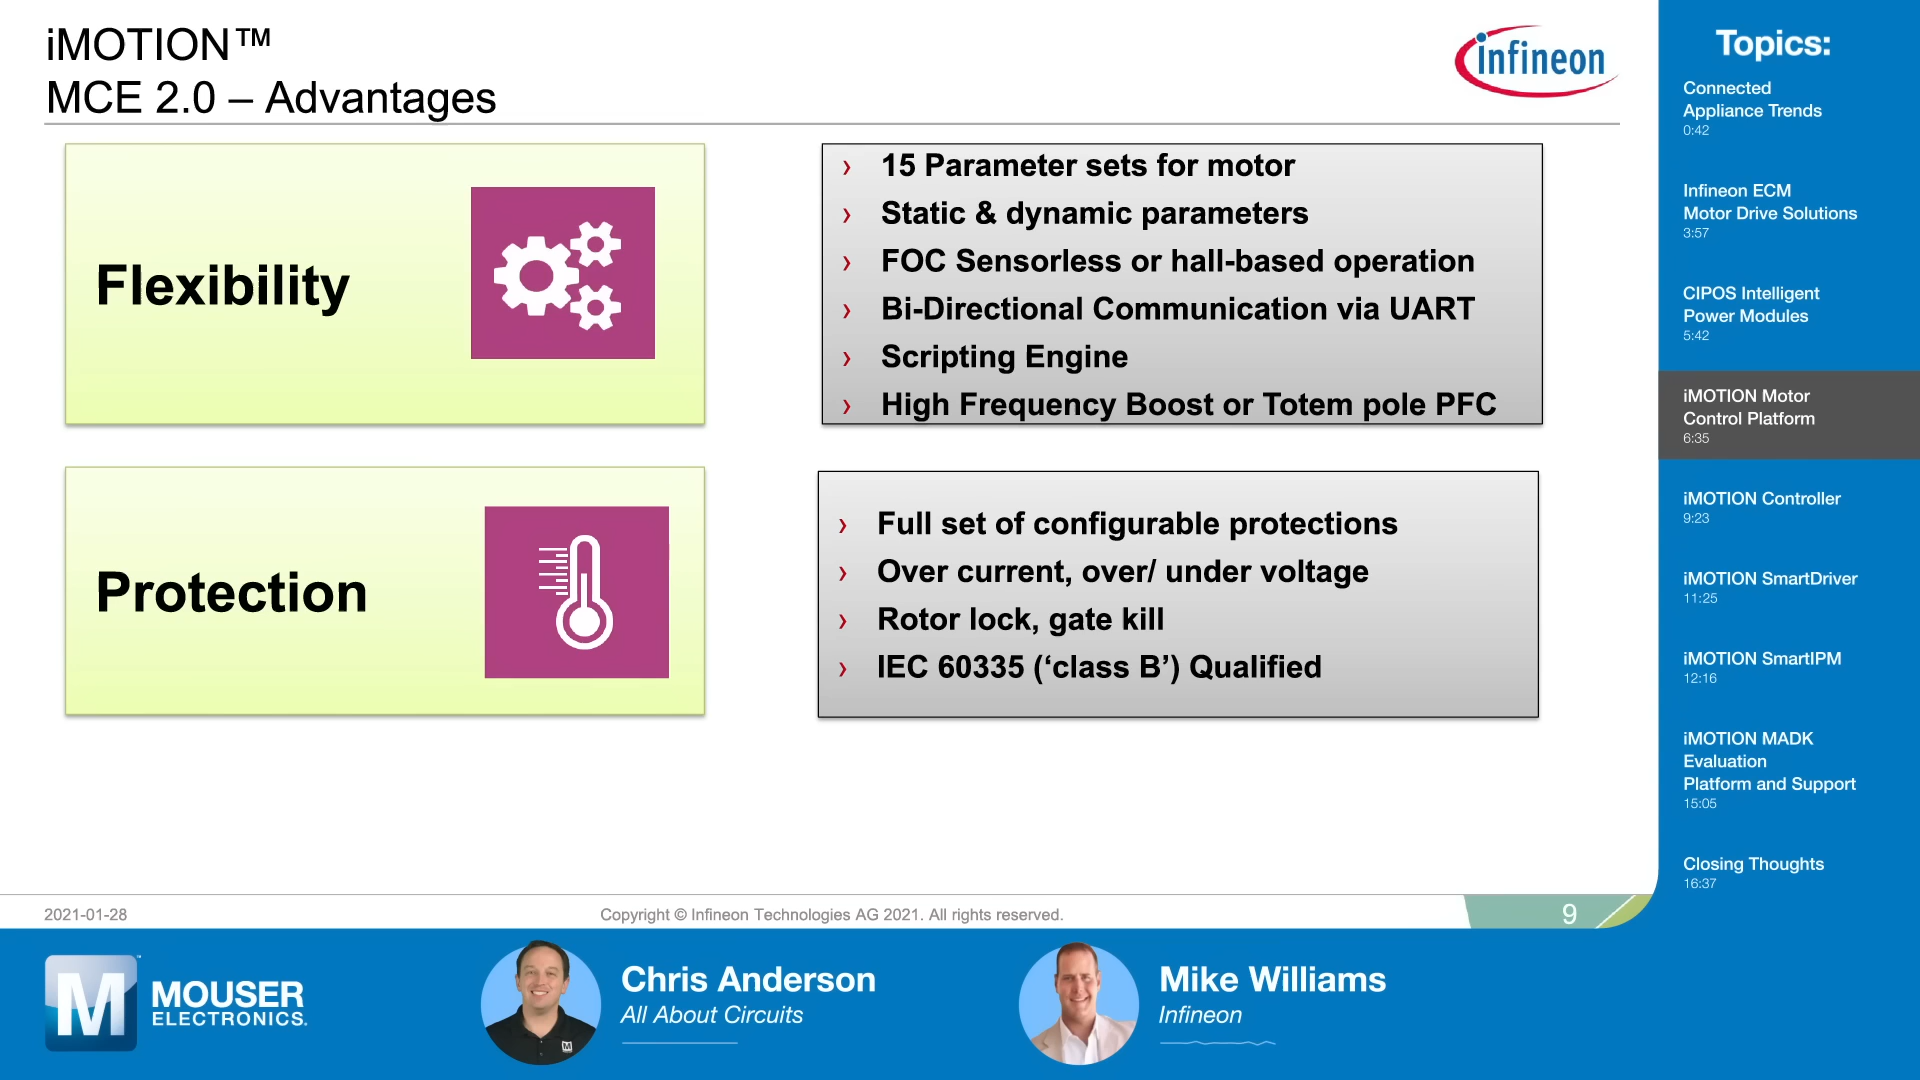 iMOTION™
MCE 2.0 – Advantages
infineon
Flexibility
› 15 Parameter sets for motor
› Static & dynamic parameters
› FOC Sensorless or hall-based operation
› Bi-Directional Communication via UART
› Scripting Engine
› High Frequency Boost or Totem pole PFC
Protection
› Full set of configurable protections
› Over current, over/ under voltage
› Rotor lock, gate kill
› IEC 60335 (‘class B’) Qualified
2021-01-28
Copyright © Infineon Technologies AG 2021. All rights reserved.
9
Topics:
Connected
Appliance Trends
0:42
Infineon ECM
Motor Drive Solutions
3:57
CIPOS Intelligent
Power Modules
5:42
iMOTION Motor
Control Platform
6:35
iMOTION Controller
9:23
iMOTION SmartDriver
11:25
iMOTION SmartIPM
12:16
iMOTION MADK
Evaluation
Platform and Support
15:05
Closing Thoughts
16:37
M
MOUSER
ELECTRONICS.
Chris Anderson
All About Circuits
Mike Williams
Infineon